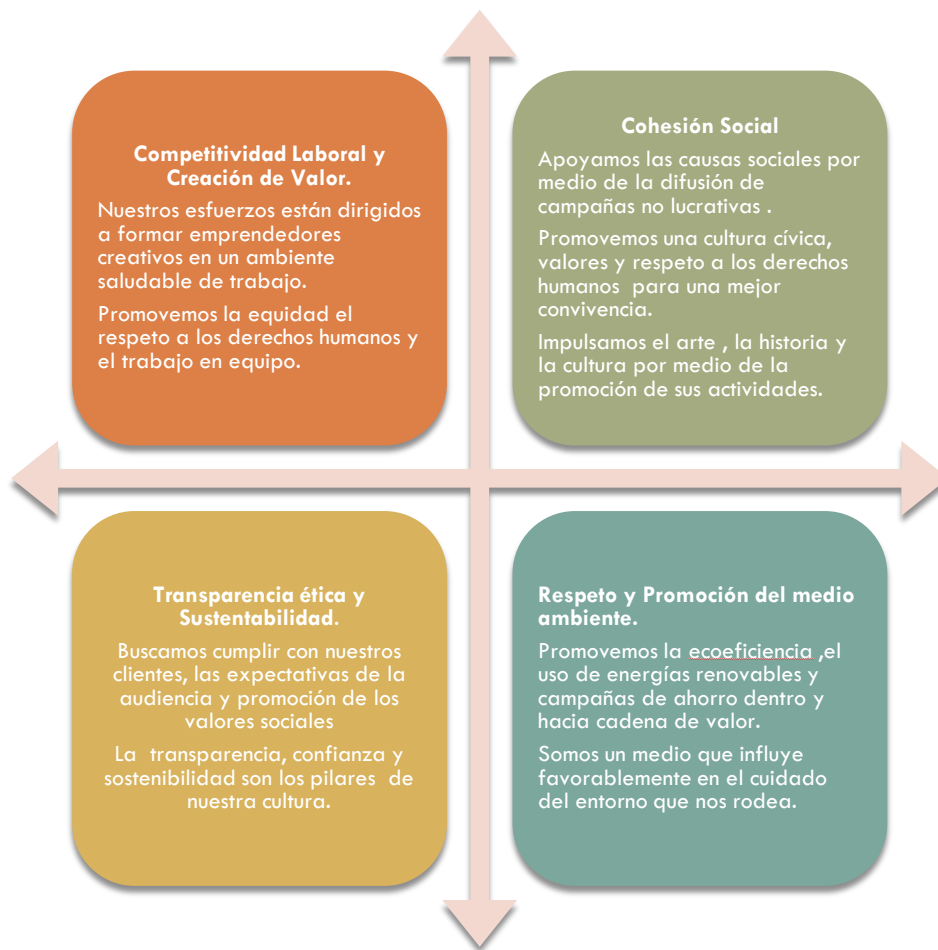 Competitividad Laboral y
Creación de Valor.
Nuestros esfuerzos están dirigidos
a formar emprendedores
creativos en un ambiente
saludable de trabajo.
Promovemos la equidad el
respeto a los derechos humanos y
el trabajo en equipo.
Cohesión Social
Apoyamos las causas sociales por
medio de la difusión de
campañas no lucrativas .
Promovemos una cultura cívica,
valores y respeto a los derechos
humanos  para una mejor
convivencia.
Impulsamos el arte , la historia y
la cultura por medio de la
promoción de sus actividades.
Transparencia ética y
Sustentabilidad.
Buscamos cumplir con nuestros
clientes, las expectativas de la
audiencia y promoción de los
valores sociales
La  transparencia, confianza y
sostenibilidad son los pilares  de
nuestra cultura.
Respeto y Promoción del medio
ambiente.
Promovemos la ecoeficiencia ,el
uso de energías renovables y
campañas de ahorro dentro y
hacia cadena de valor.
Somos un medio que influye
favorablemente en el cuidado
del entorno que nos rodea.